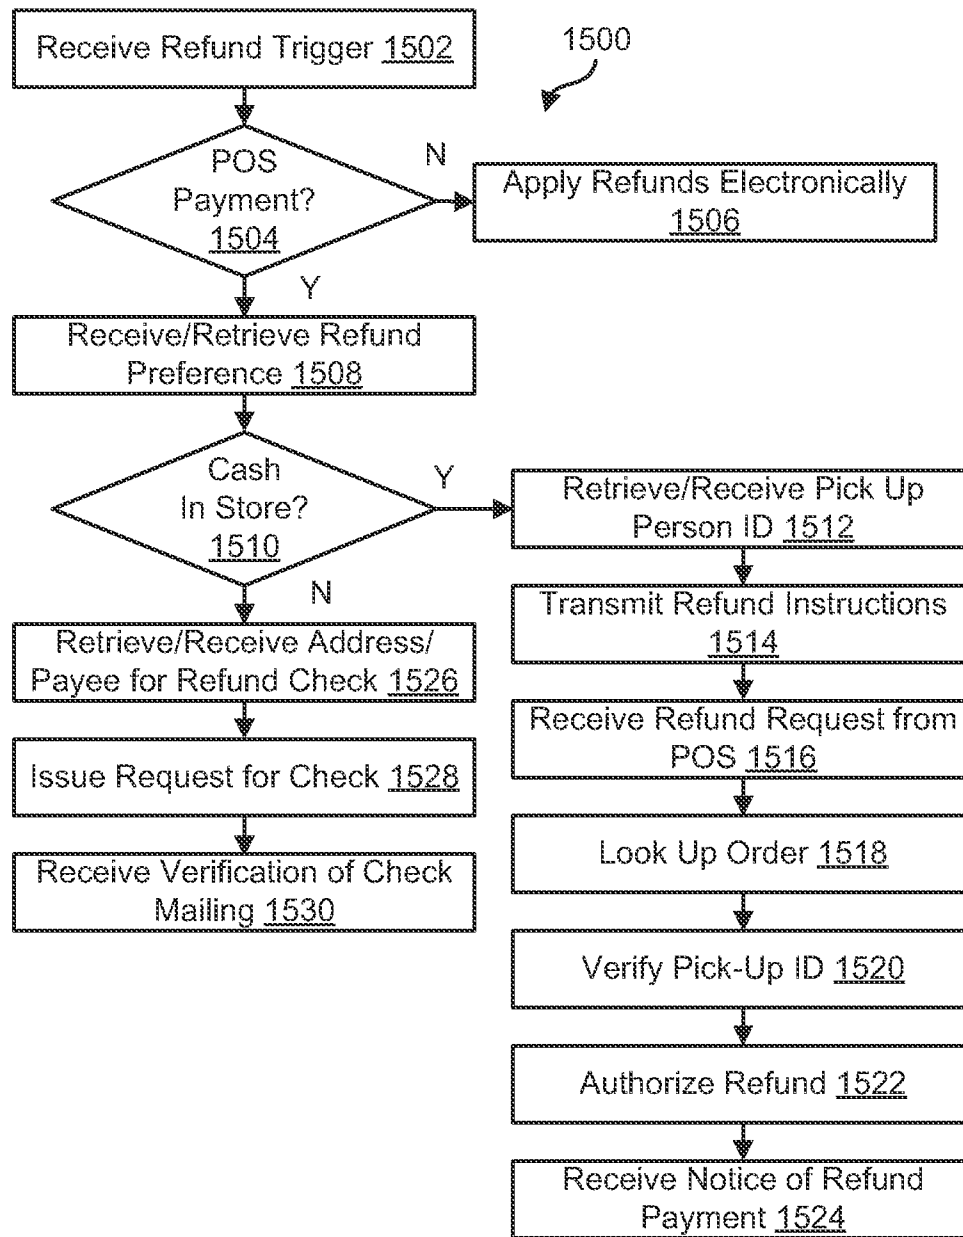 Receive Refund Trigger 1502
1500
POS
Payment?
1504
N
Apply Refunds Electronically
1506
Y
Receive/Retrieve Refund
Preference 1508
Cash
In Store?
1510
Y
Retrieve/Receive Pick Up
Person ID 1512
N
Transmit Refund Instructions
1514
Retrieve/Receive Address/
Payee for Refund Check 1526
Receive Refund Request from
POS 1516
Issue Request for Check 1528
Look Up Order 1518
Receive Verification of Check
Mailing 1530
Verify Pick-Up ID 1520
Authorize Refund 1522
Receive Notice of Refund
Payment 1524